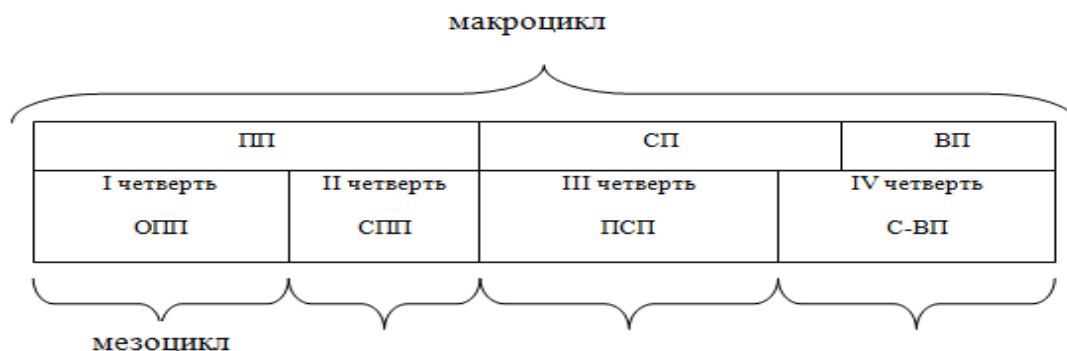 макроцикл
ПП СП ВП
I четверть II четверть III четверть IV четверть
ОПП СПП ПСП С-ВП
мезоцикл